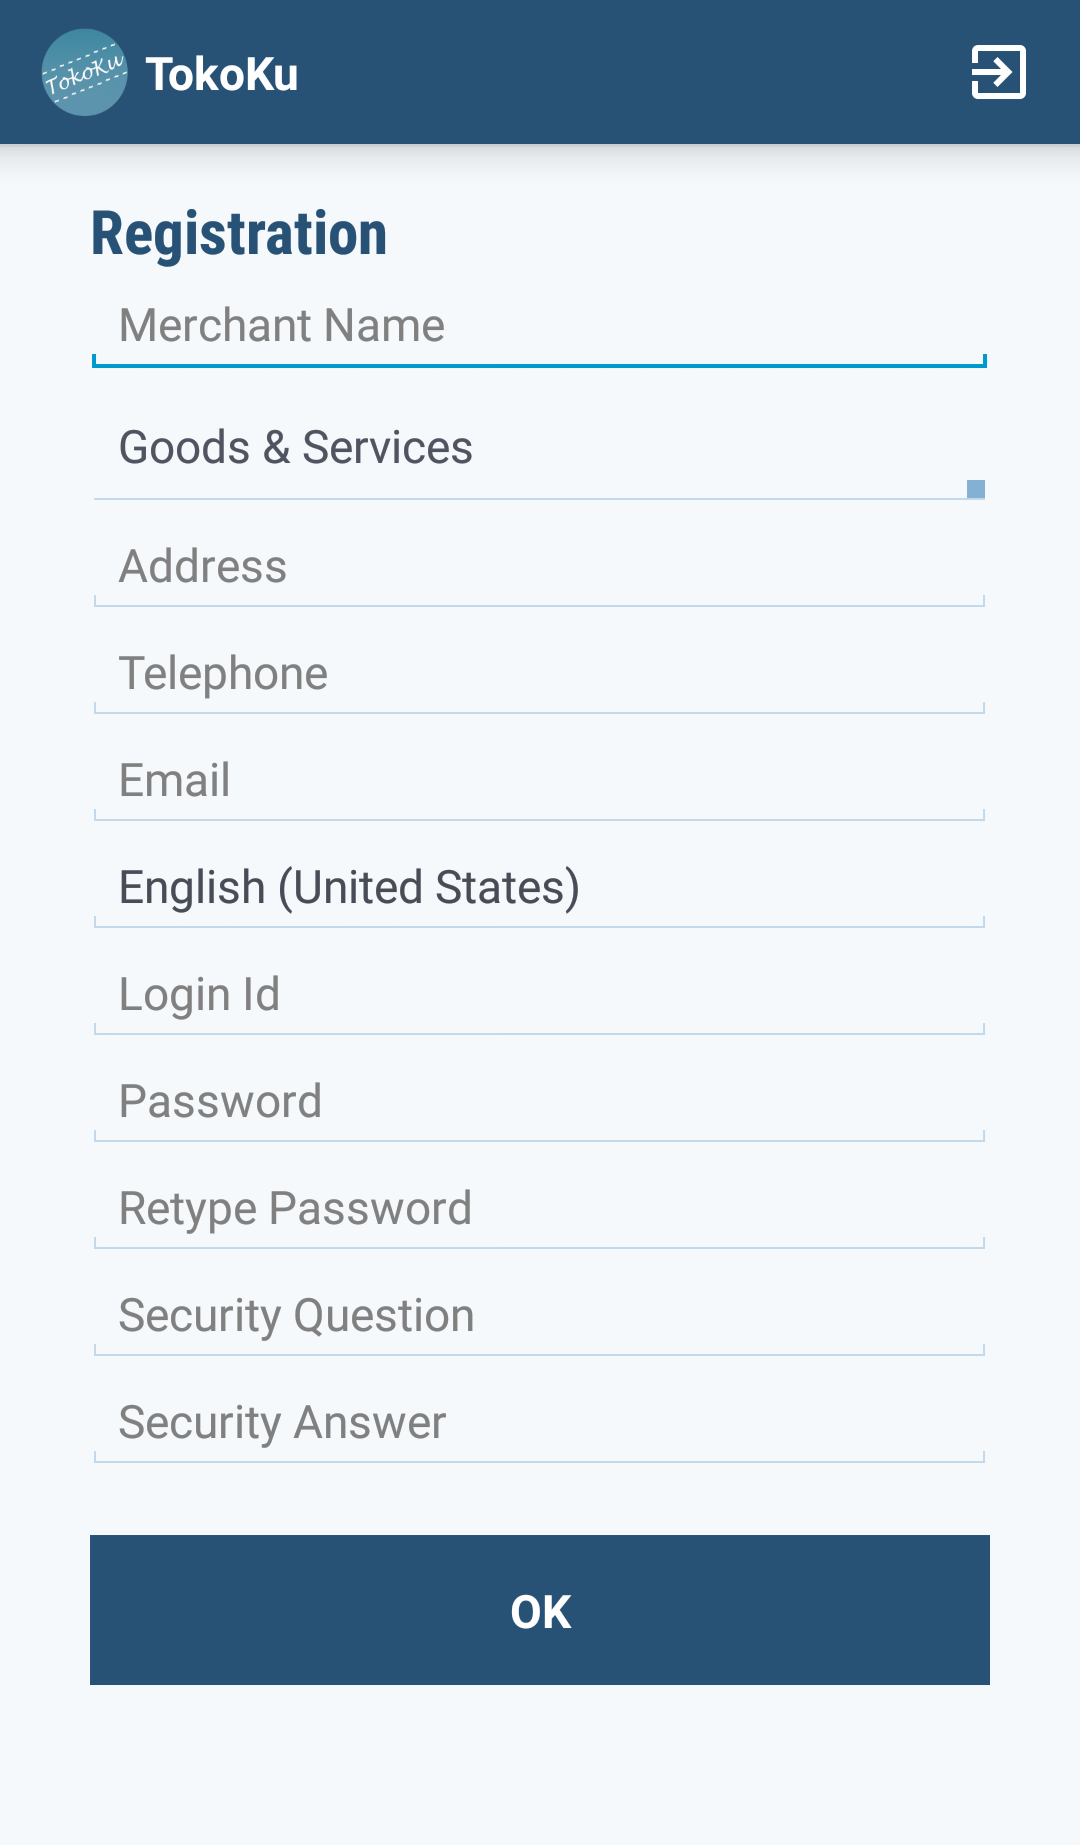 TokoKu TokoKu
Registration
Merchant Name
Goods & Services
Address
Telephone
Email
English (United States)
Login Id
Password
Retype Password
Security Question
Security Answer
OK